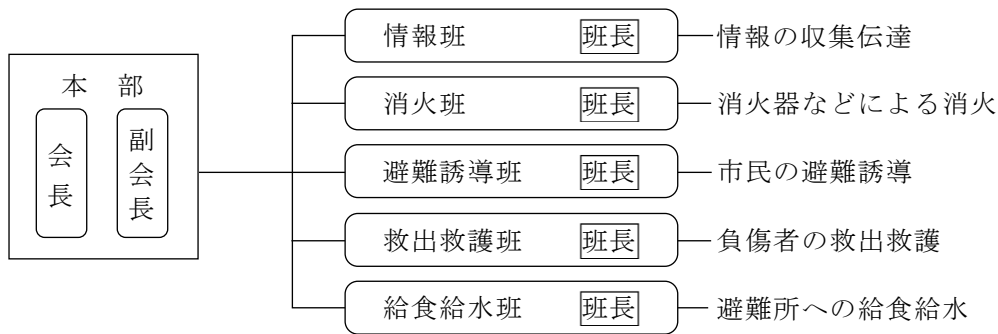 本 部
会長
副会長
情報班 班長 情報の収集伝達
消火班 班長 消火器などによる消火
避難誘導班 班長 市民の避難誘導
救出救護班 班長 負傷者の救出救護
給食給水班 班長 避難所への給食給水